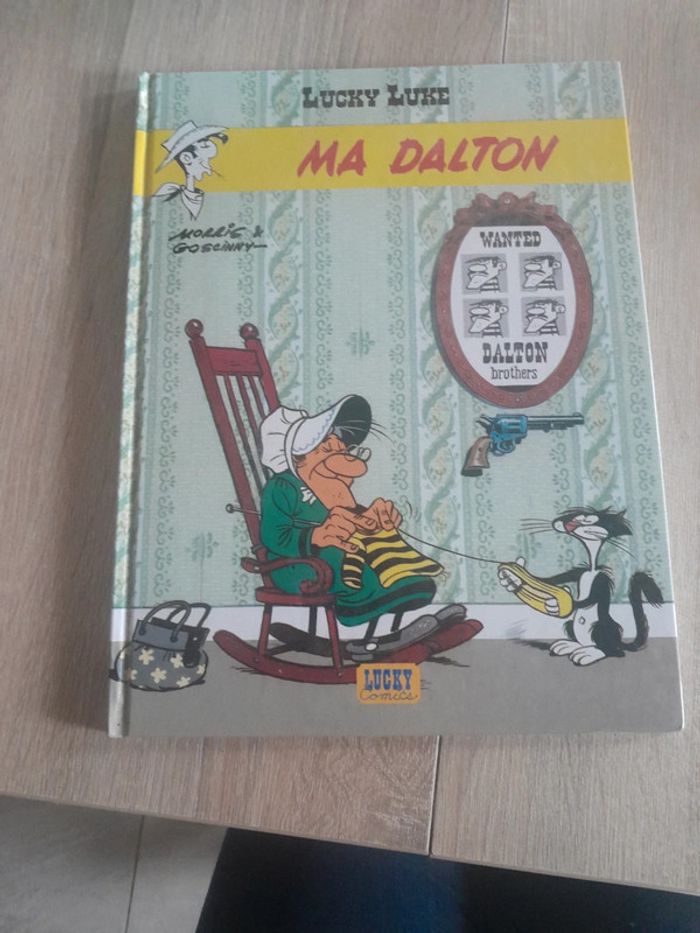 LUCKY LUKE
MA DALTON
MORRIS &
GOSCINNY
WANTED
DALTON
brothers
LUCKY
Comics